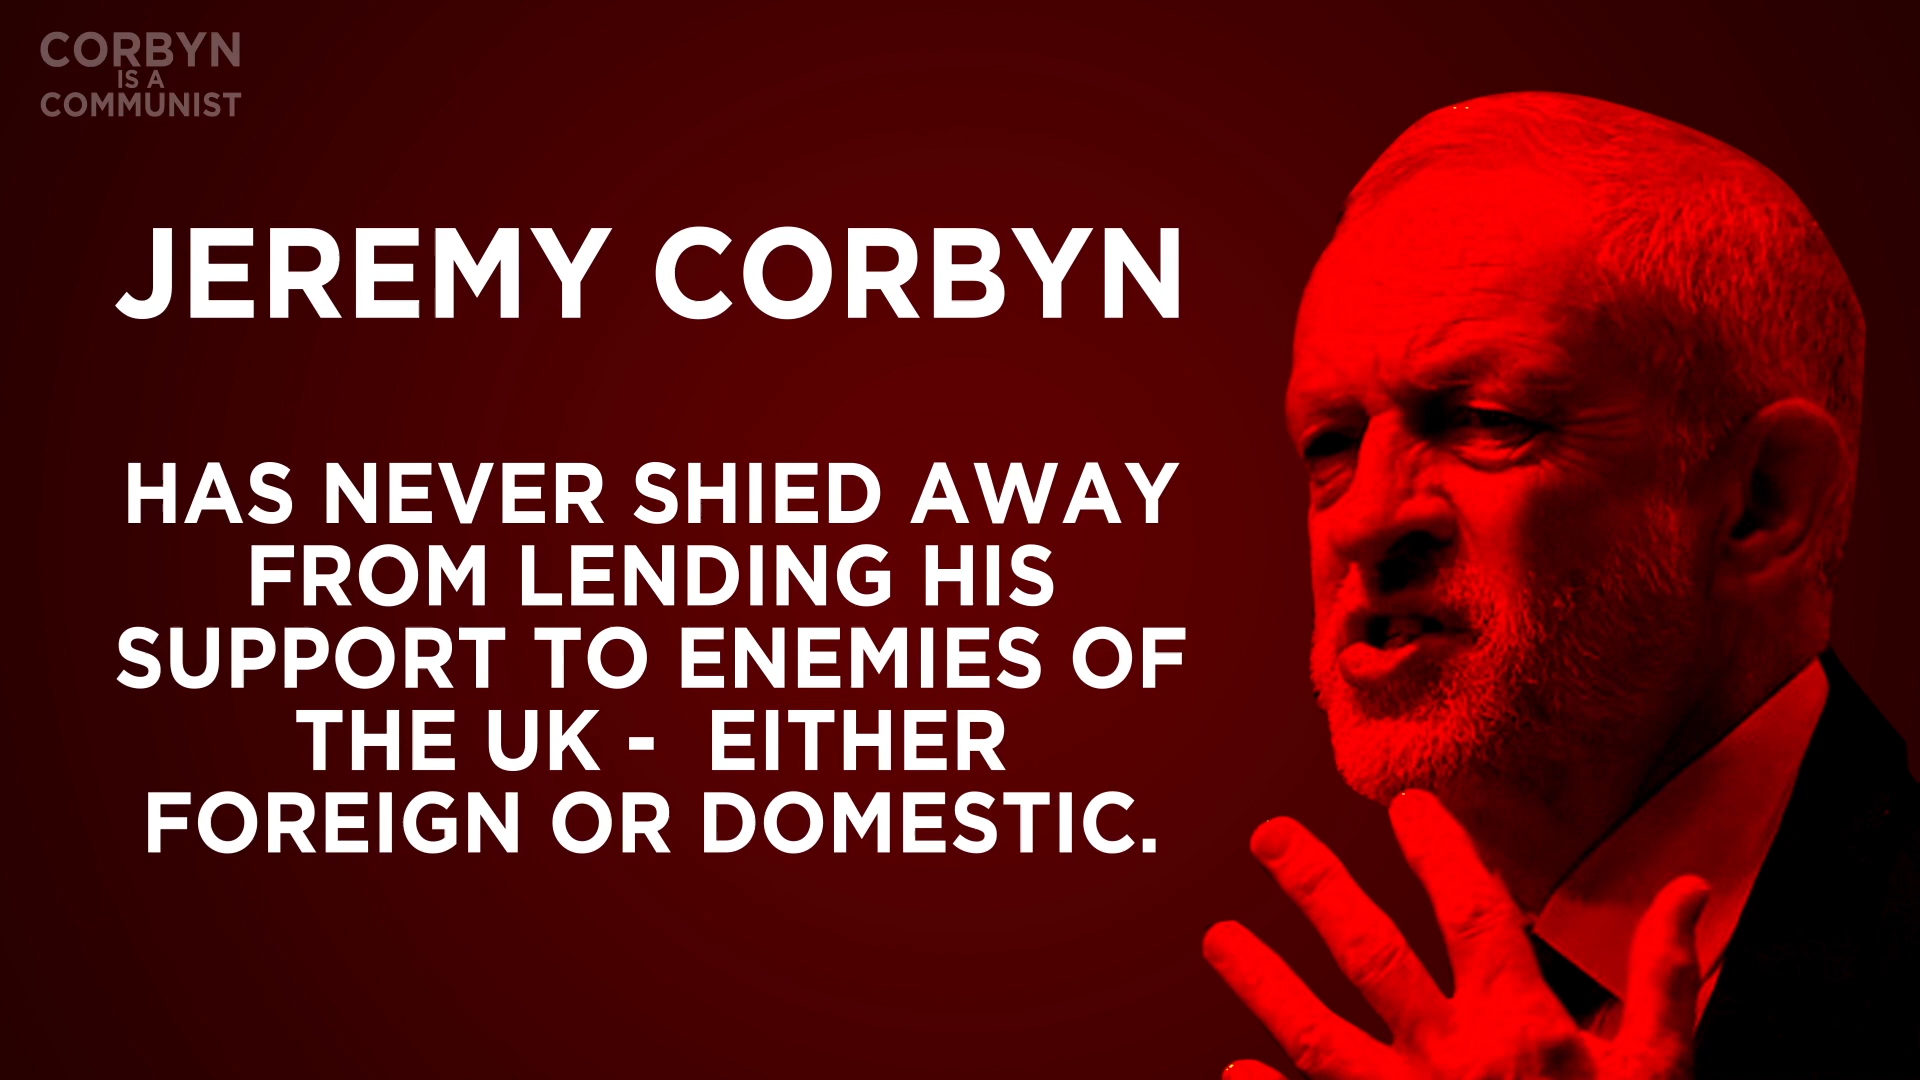 CORBYN
IS A
COMMUNIST
JEREMY CORBYN
HAS NEVER SHIED AWAY
FROM LENDING HIS
SUPPORT TO ENEMIES OF
THE UK - EITHER
FOREIGN OR DOMESTIC.